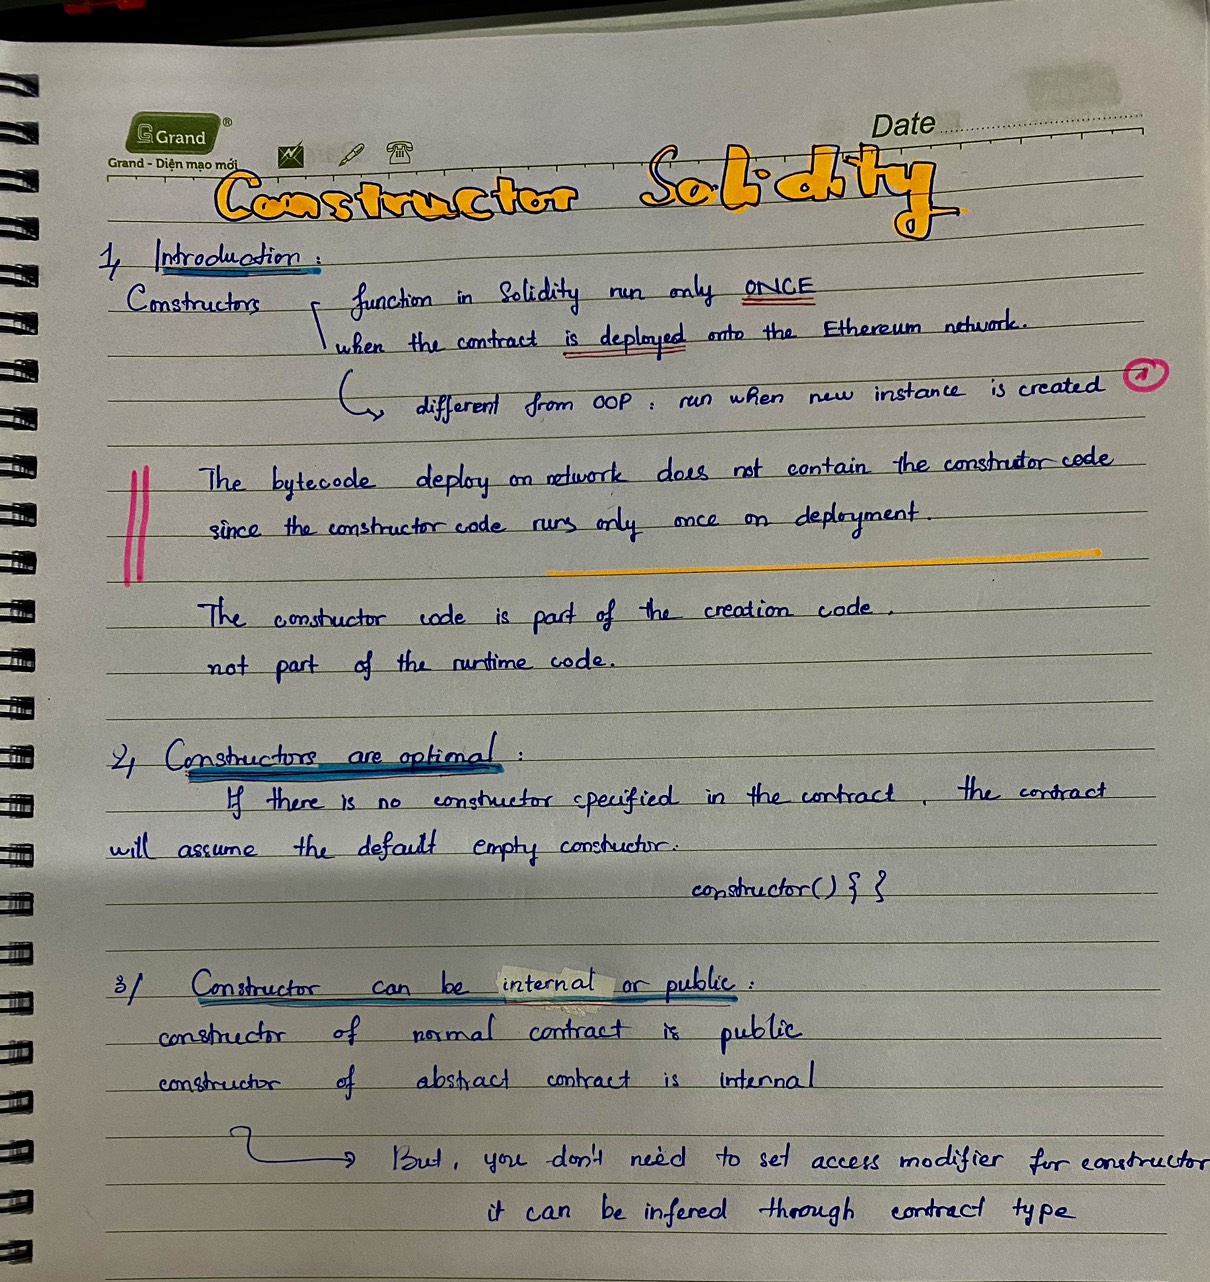 Grand ®
Grand - Diện mạo mới
Date
Constructor Solidity
1, Introduction :
Constructors function in Solidity run only ONCE
when the contract is deployed onto the Ethereum network.
different from OOP : run when new instance is created
The bytecode deploy on network does not contain the constructor code
since the constructor code runs only once on deployment.
The constructor code is part of the creation code.
not part of the runtime code.
2, Constructors are optimal :
If there is no constructor specified in the contract, the contract
will assume the default empty constructor.
constructor() { }
3/ Constructor can be internal or public :
constructor of normal contract is public
constructor of abstract contract is internal
But, you don't need to set access modifier for constructor
it can be infered through contract type